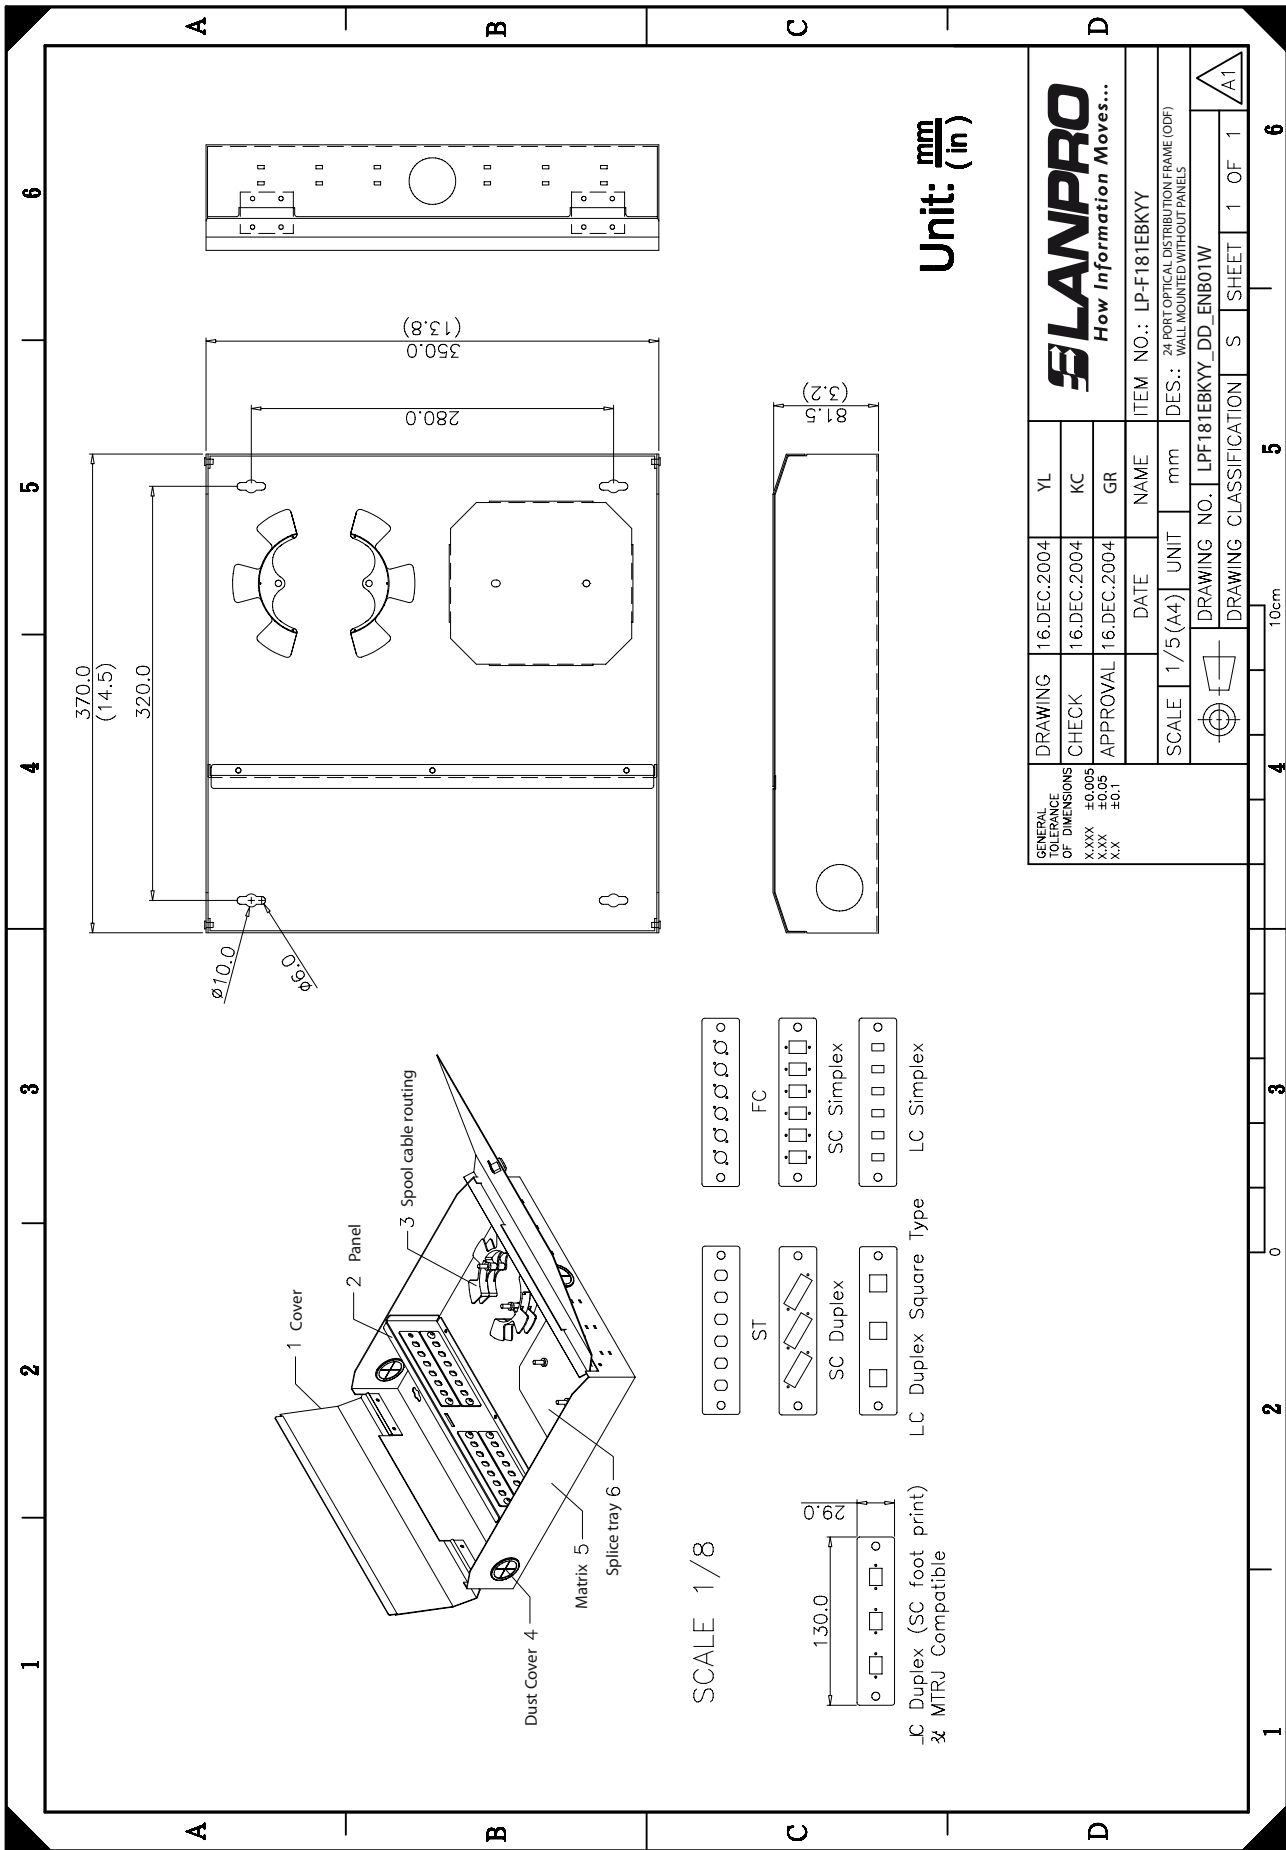 1 2 3 4 5 6
A
B
C
D
1 Cover
2 Panel
3 Spool cable routing
Dust Cover 4
Matrix 5
Splice tray 6
370.0
(14.5)
320.0
ø10.0
ø6.0
280.0
350.0
(13.8)
81.5
(3.2)
Unit: mm
(in)
SCALE 1/8
130.0
29.0
ST
FC
SC Duplex
SC Simplex
Duplex (SC foot print)
MTRJ Compatible
LC Duplex Square Type
LC Simplex
GENERAL
TOLERANCE
OF DIMENSIONS
X.XXX ±0.005
X.XX ±0.05
X.X ±0.1
DRAWING 16.DEC.2004 YL
CHECK 16.DEC.2004 KC
APPROVAL 16.DEC.2004 GR
DATE NAME
SCALE 1/5(A4) UNIT mm
LANPRO
How Information Moves...
ITEM NO.: LP-F181EBKYY
DES.: 24 PORT OPTICAL DISTRIBUTION FRAME (ODF)
WALL MOUNTED WITHOUT PANELS
DRAWING NO. LPF181EBKYY_DD_ENB01W
DRAWING CLASSIFICATION S SHEET 1 OF 1
A1
0 10cm
A
B
C
D
1 2 3 4 5 6